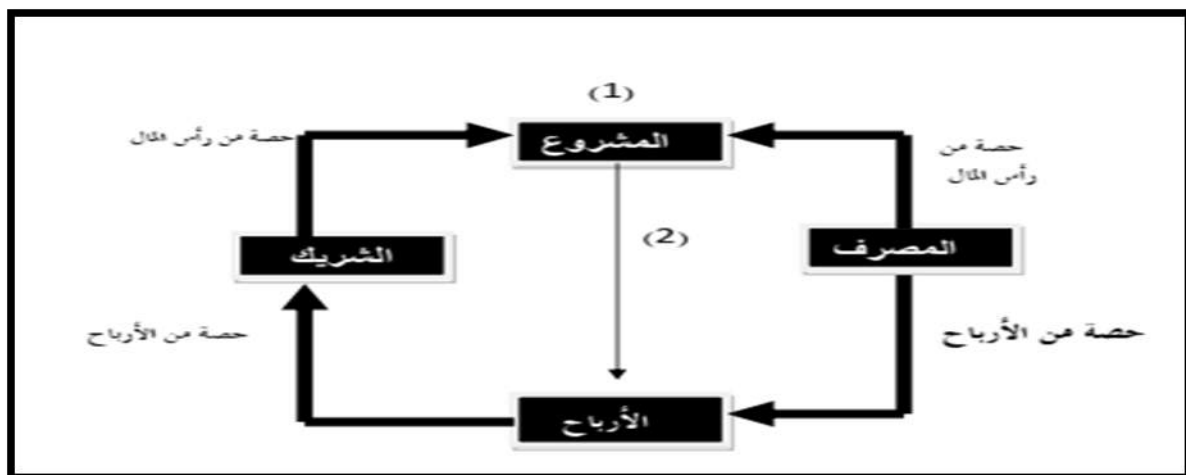 (1)
المشروع
حصة من
رأس المال
حصة من رأس المال
(2)
المصرف
الشريك
حصة من الأرباح
حصة من الأرباح
الأرباح